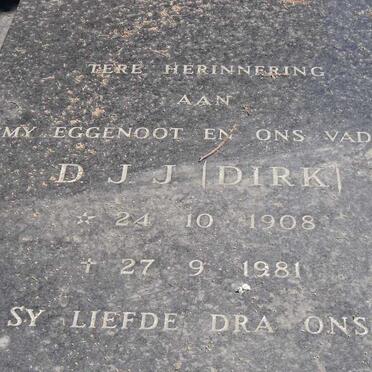 TERE HERINNERING
AAN
MY EGGENOOT EN ONS VAD
D J J (DIRK)
☆ 24 10 1908
† 27 9 1981
SY LIEFDE DRA ONS